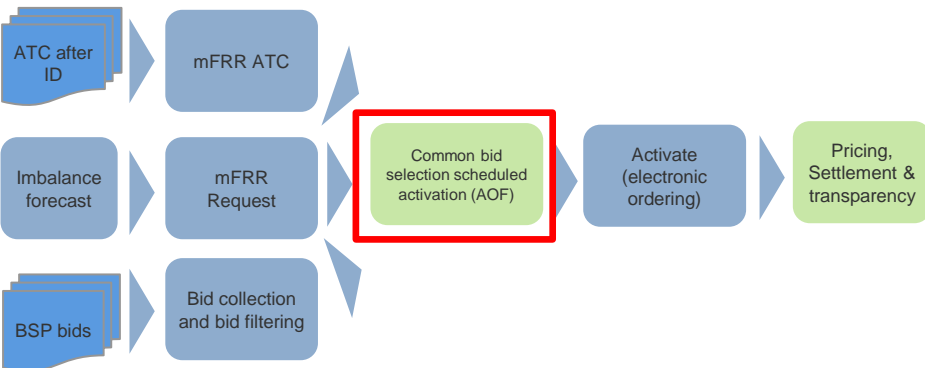 ATC after
ID
mFRR ATC
Imbalance
forecast
mFRR
Request
Common bid
selection scheduled
activation (AOF)
Activate
(electronic
ordering)
Pricing,
Settlement &
transparency
BSP bids
Bid collection
and bid filtering